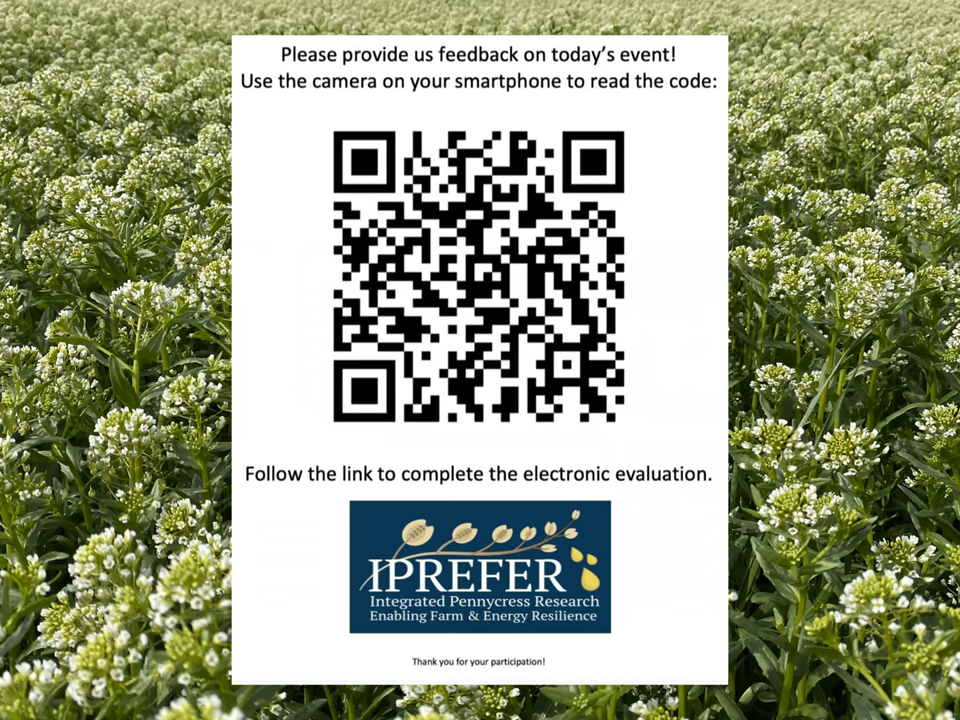 Please provide us feedback on today's event!
Use the camera on your smartphone to read the code:
Follow the link to complete the electronic evaluation.
IPREFER
Integrated Pennycress Research
Enabling Farm & Energy Resilience
Thank you for your participation!